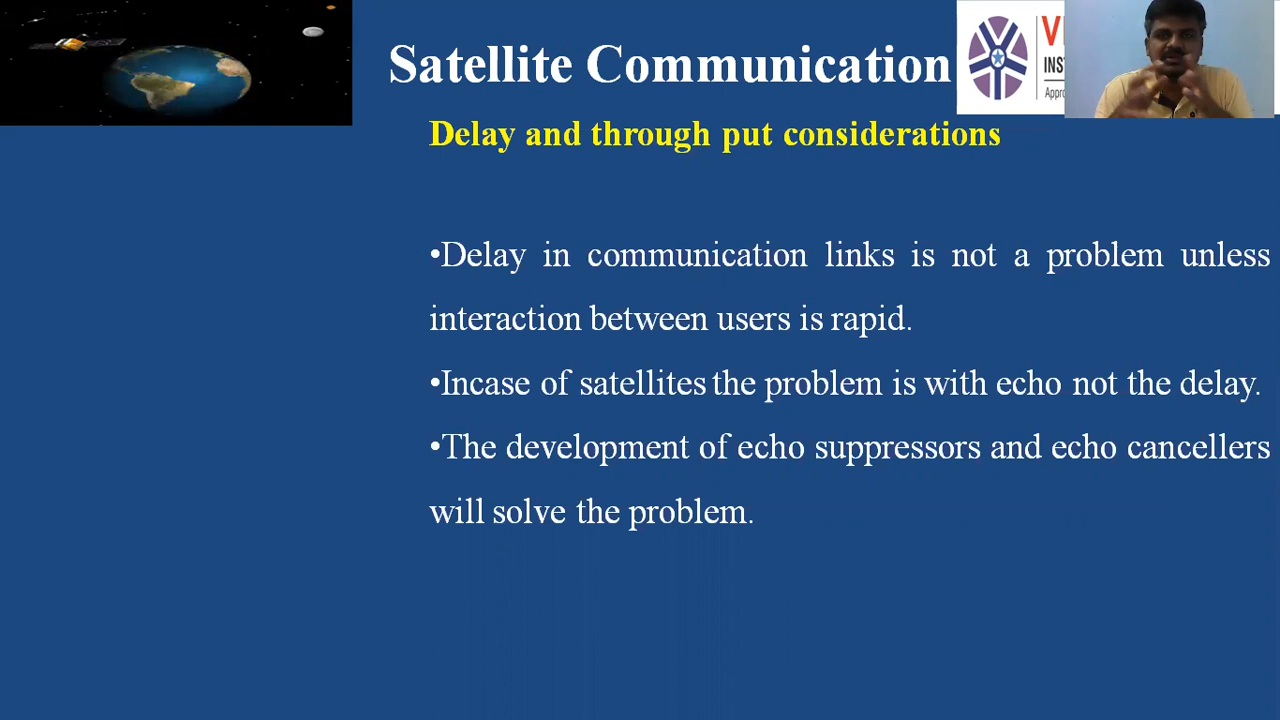 Satellite Communication
V
INS
Appro
Delay and through put considerations
•Delay in communication links is not a problem unless
interaction between users is rapid.
•Incase of satellites the problem is with echo not the delay.
•The development of echo suppressors and echo cancellers
will solve the problem.